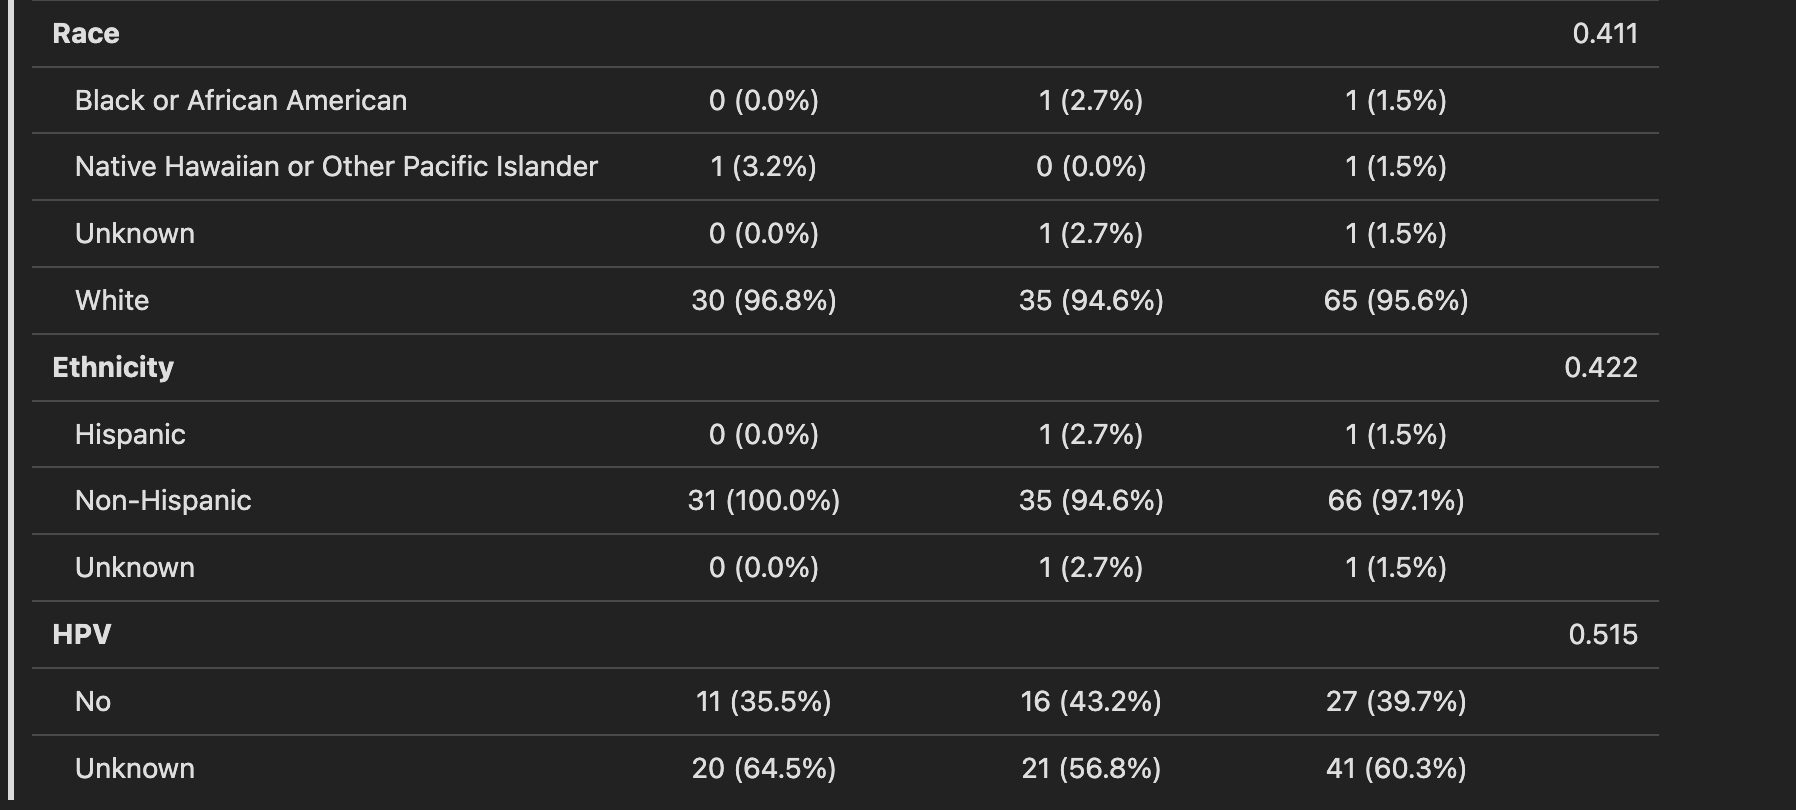 Race 0.411
Black or African American 0 (0.0%) 1 (2.7%) 1 (1.5%)
Native Hawaiian or Other Pacific Islander 1 (3.2%) 0 (0.0%) 1 (1.5%)
Unknown 0 (0.0%) 1 (2.7%) 1 (1.5%)
White 30 (96.8%) 35 (94.6%) 65 (95.6%)
Ethnicity 0.422
Hispanic 0 (0.0%) 1 (2.7%) 1 (1.5%)
Non-Hispanic 31 (100.0%) 35 (94.6%) 66 (97.1%)
Unknown 0 (0.0%) 1 (2.7%) 1 (1.5%)
HPV 0.515
No 11 (35.5%) 16 (43.2%) 27 (39.7%)
Unknown 20 (64.5%) 21 (56.8%) 41 (60.3%)